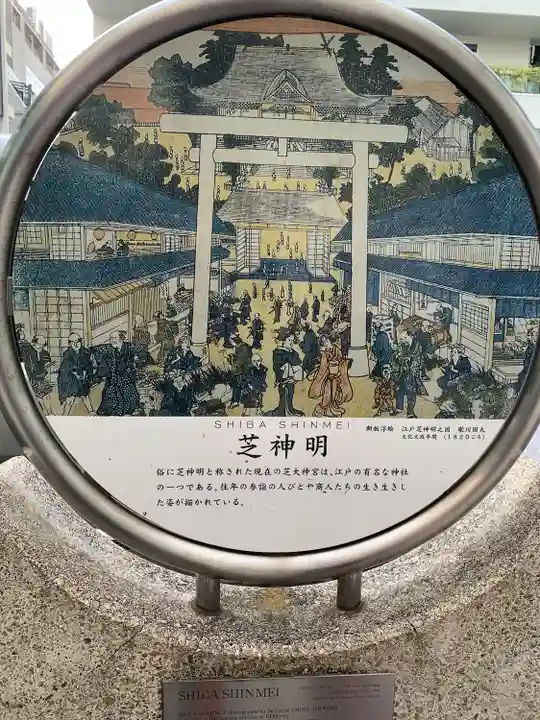 SHIBA SHINMEI
新板浮絵 江戸芝神明之図 歌川国丸
文化文政年間 (1820ごろ)
芝神明
俗に芝神明と称された現在の芝大神宮は、江戸の有名な神社
の一つである。往年の参詣の人びとや商人たちの生き生きし
た姿が描かれている。
SHIBA SHINMEI